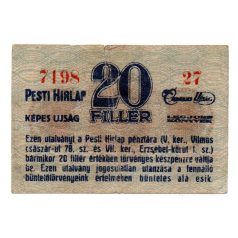 7198 20 27
PESTI HIRLAP
KÉPES UJSÁG FILLÉR
Ezen utalványt a Pesti Hirlap pénztára (V. ker., Vilmos
császár-út 78. sz. és VII. ker., Erzsébet-körut 1. sz.)
bármikor 20 fillér értékben törvényes készpénzre váltja
be. Ezen utalvány jogosulatlan utánzása a fennálló
büntetőtörvényeink értelmében büntetés alá esik.